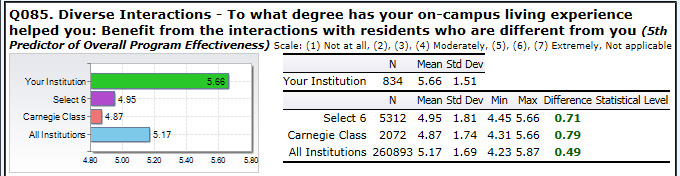 Q085. Diverse Interactions - To what degree has your on-campus living experience
helped you: Benefit from the interactions with residents who are different from you (5th
Predictor of Overall Program Effectiveness) Scale: (1) Not at all, (2), (3), (4) Moderately, (5), (6), (7) Extremely, Not applicable
Your Institution 5.66
Select 6 4.95
Carnegie Class 4.87
All Institutions 5.17
4.80 5.00 5.20 5.40 5.60 5.80
N Mean Std Dev
Your Institution 834 5.66 1.51
N Mean Std Dev Min Max Difference Statistical Level
Select 6 5312 4.95 1.81 4.45 5.66 0.71
Carnegie Class 2072 4.87 1.74 4.31 5.66 0.79
All Institutions 260893 5.17 1.69 4.23 5.87 0.49